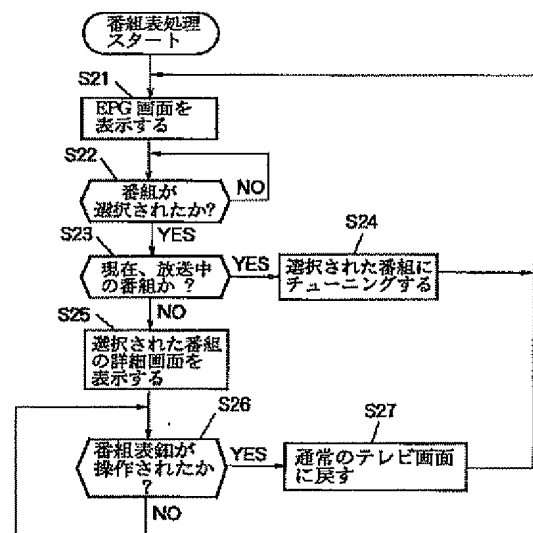 番組表処理
スタート
S21
EPG画面を
表示する
S22
番組が
選択されたか?
NO
YES
S23
現在、放送中
の番組か ?
YES
S24
選択された番組に
チューニングする
NO
S25
選択された番組
の詳細画面を
表示する
S26
番組表釦が
操作されたか
?
YES
S27
通常のテレビ画面
に戻す
NO